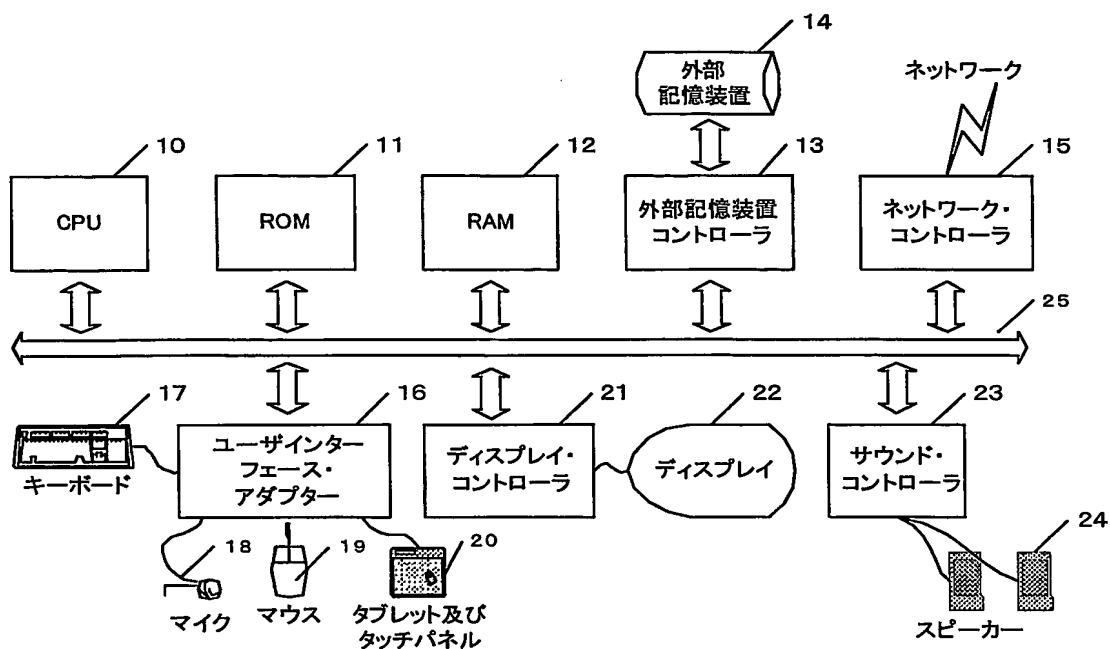 14
外部
記憶装置
ネットワーク
10
11
12
13
15
CPU
ROM
RAM
外部記憶装置
コントローラ
ネットワーク・
コントローラ
25
17
16
21
22
23
キーボード
ユーザインター
フェース・
アダプター
ディスプレイ・
コントローラ
ディスプレイ
サウンド・
コントローラ
18
19
20
24
マイク
マウス
タブレット及び
タッチパネル
スピーカー